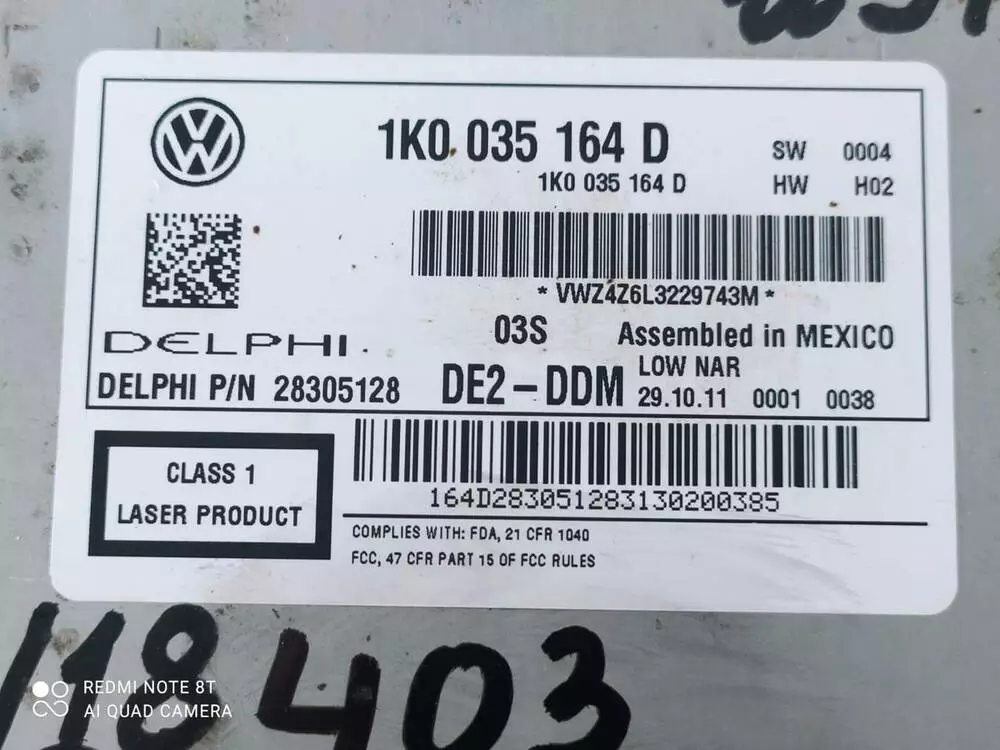 1K0 035 164 D
SW 0004
1K0 035 164 D
HW H02
* VWZ4Z6L3229743M *
03S
Assembled in MEXICO
DELPHI
DELPHI P/N 28305128
DE2-DDM
LOW NAR
29.10.11 0001 0038
CLASS 1
LASER PRODUCT
164D283051283130200385
COMPLIES WITH: FDA, 21 CFR 1040
FCC, 47 CFR PART 15 OF FCC RULES
118403
REDMI NOTE 8T
AI QUAD CAMERA